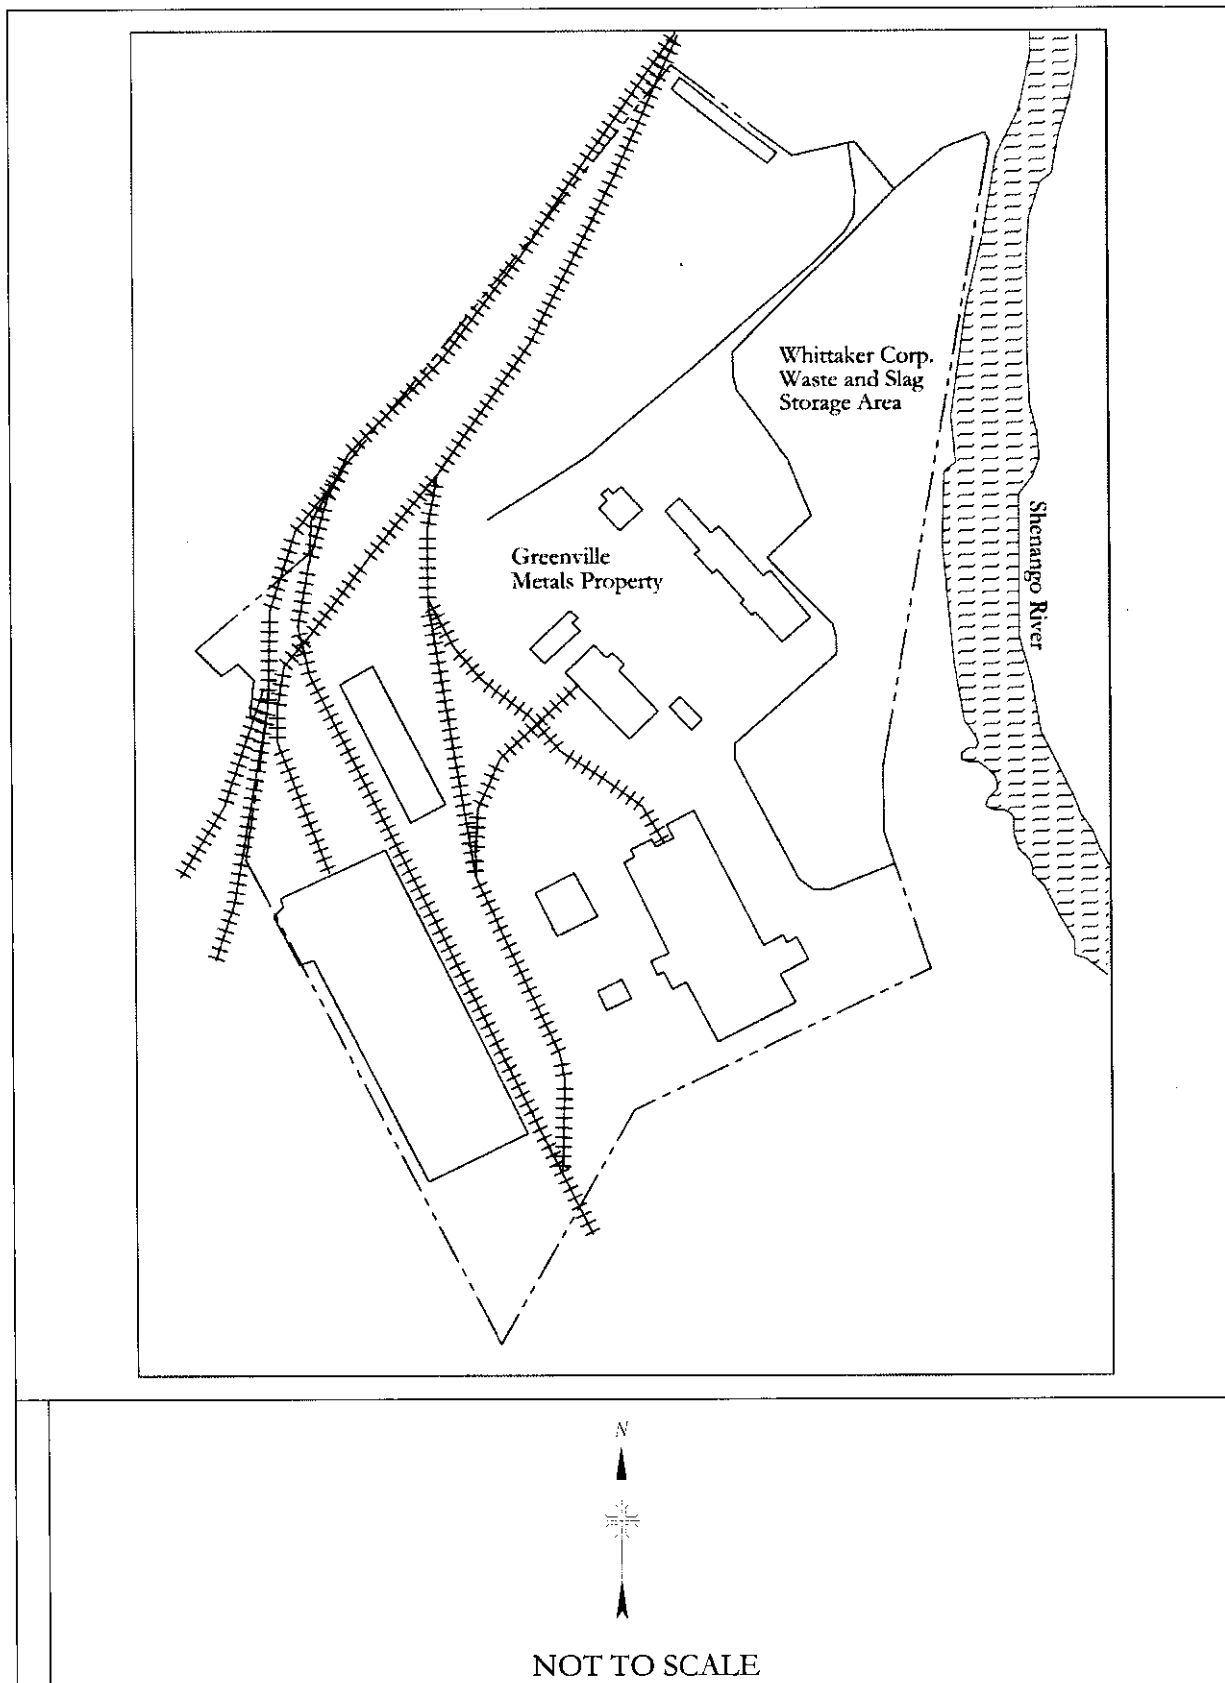 Whittaker Corp.
Waste and Slag
Storage Area
Shenango River
Greenville
Metals Property
N
NOT TO SCALE